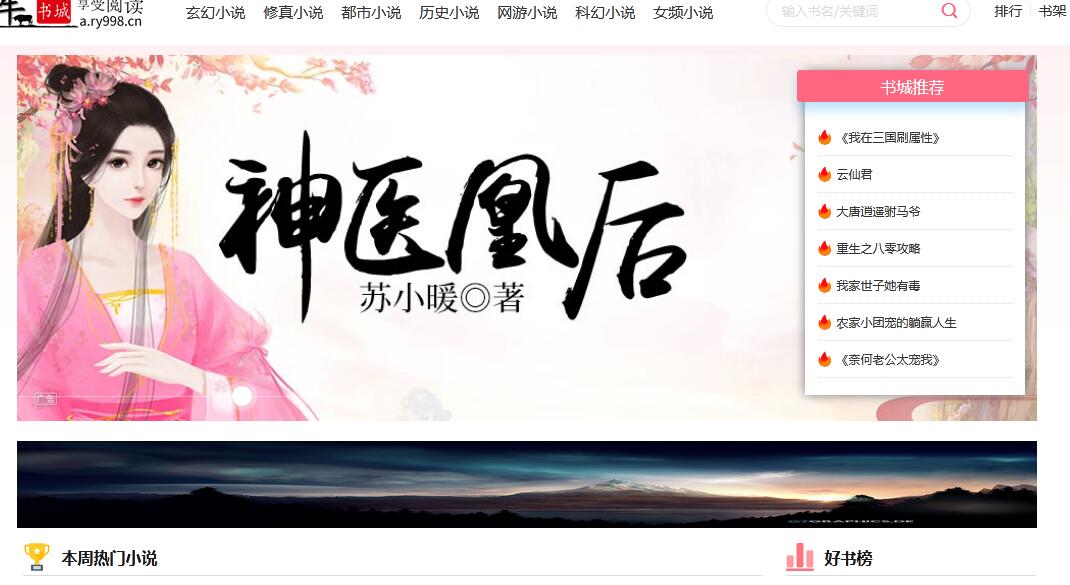 牛书城 享受阅读
a.ry998.cn
玄幻小说 修真小说 都市小说 历史小说 网游小说 科幻小说 女频小说
输入书名/关键词
排行 书架
神医凰后
苏小暖◎著
广告
书城推荐
《我在三国刷属性》
云仙君
大唐逍遥驸马爷
重生之八零攻略
我家世子她有毒
农家小团宠的躺赢人生
《奈何老公太宠我》
本周热门小说
好书榜